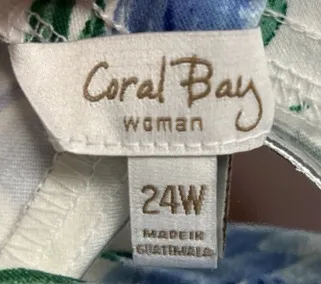 Coral Bay
woman
24W
MADE IN
GUATEMALA